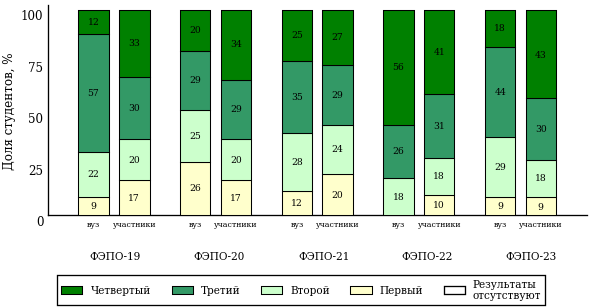 Доля студентов, %
100
75
50
25
0
12 33 20 34 25 27 56 41 18 43
57 30 29 29 35 29 26 31 44 30
22 20 25 20 28 24 18 18 29 18
9 17 26 17 12 20 10 9 9
вуз участники вуз участники вуз участники вуз участники вуз участники
ФЭПО-19 ФЭПО-20 ФЭПО-21 ФЭПО-22 ФЭПО-23
Четвертый Третий Второй Первый Результаты
отсутствуют